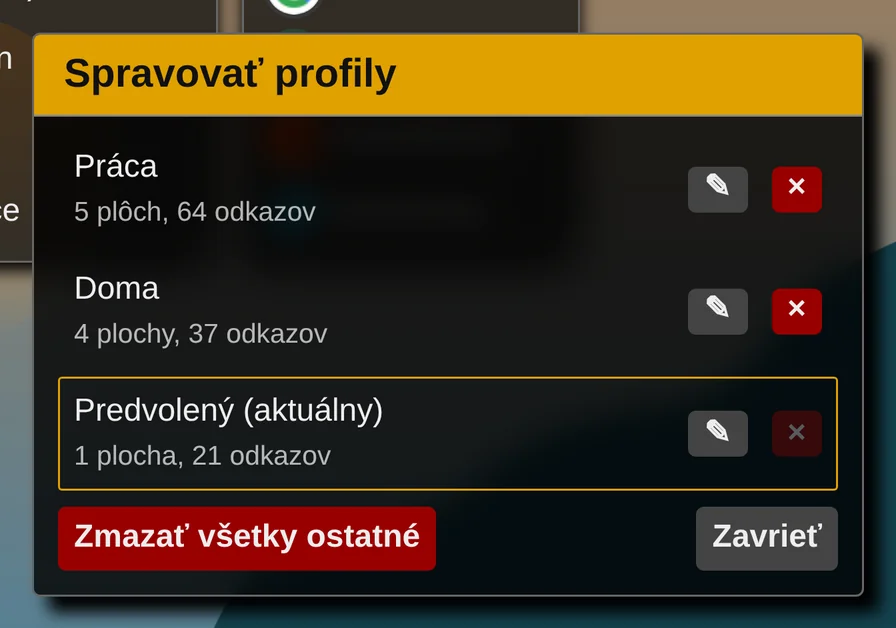 n
ce
Spravovať profily
Práca
5 plôch, 64 odkazov
Doma
4 plochy, 37 odkazov
Predvolený (aktuálny)
1 plocha, 21 odkazov
Zmazať všetky ostatné
Zavrieť